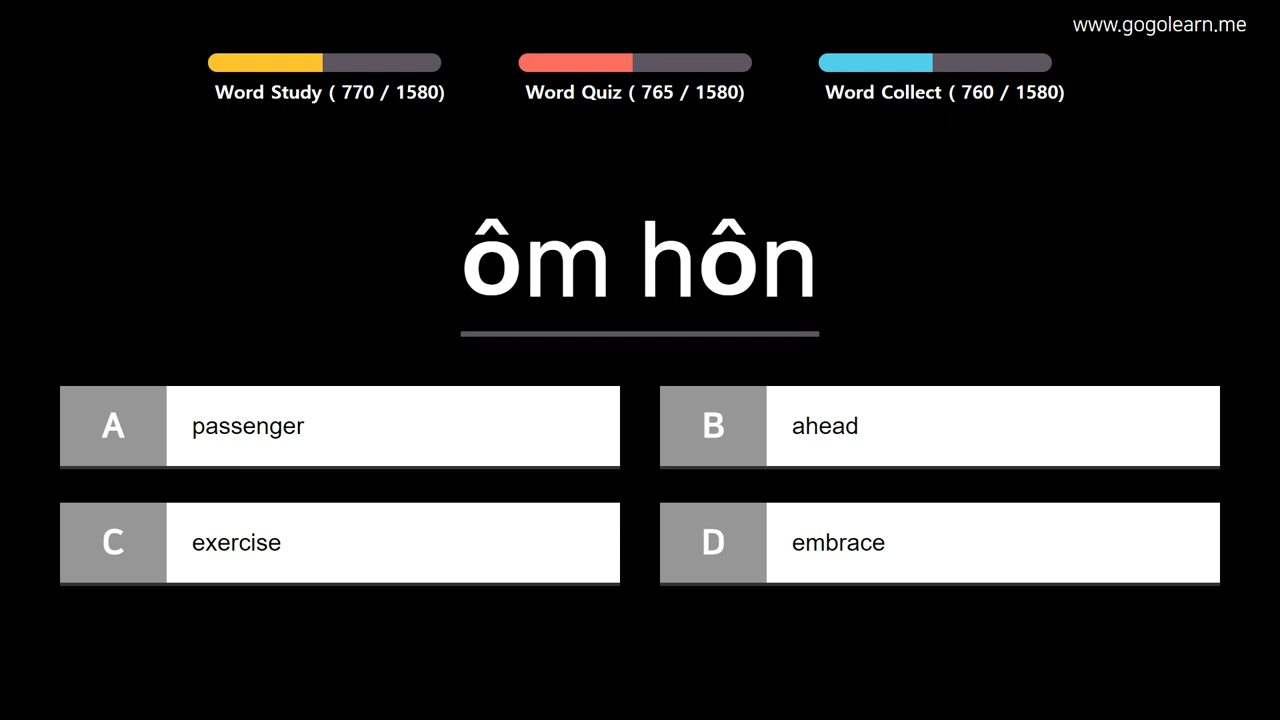 www.gogolearn.me
Word Study ( 770 / 1580)
Word Quiz ( 765 / 1580)
Word Collect ( 760 / 1580)
ôm hôn
A passenger
B ahead
C exercise
D embrace